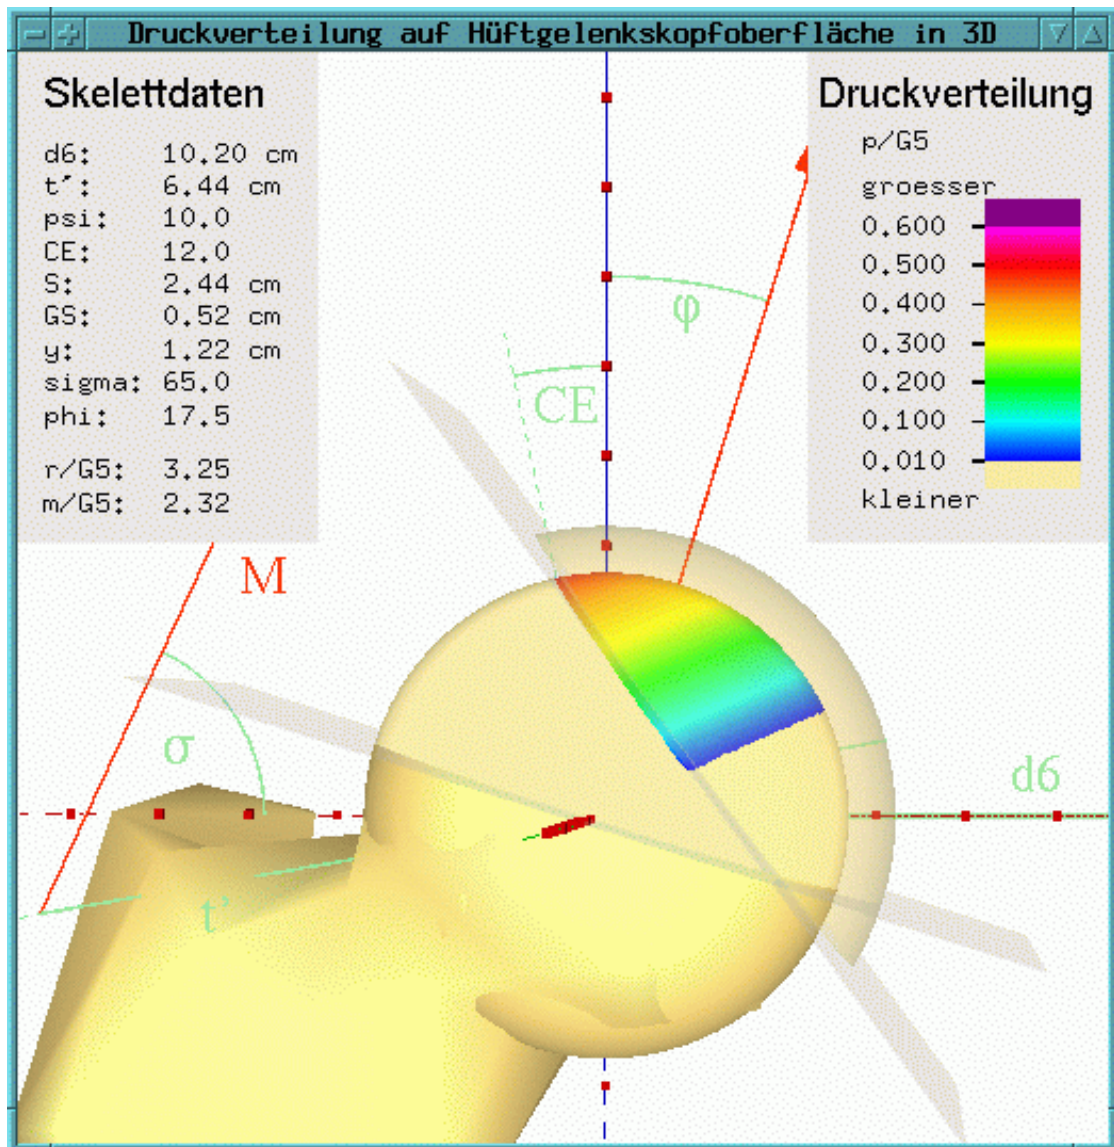 Druckverteilung auf Hüftgelenkskopfoberfläche in 3D
Skelettdaten
d6: 10.20 cm
t´: 6.44 cm
psi: 10.0
CE: 12.0
S: 2.44 cm
GS: 0.52 cm
y: 1.22 cm
sigma: 65.0
phi: 17.5
r/G5: 3.25
m/G5: 2.32
Druckverteilung
p/G5
groesser
0.600
0.500
0.400
0.300
0.200
0.100
0.010
kleiner
φ
CE
M
σ
d6
t'